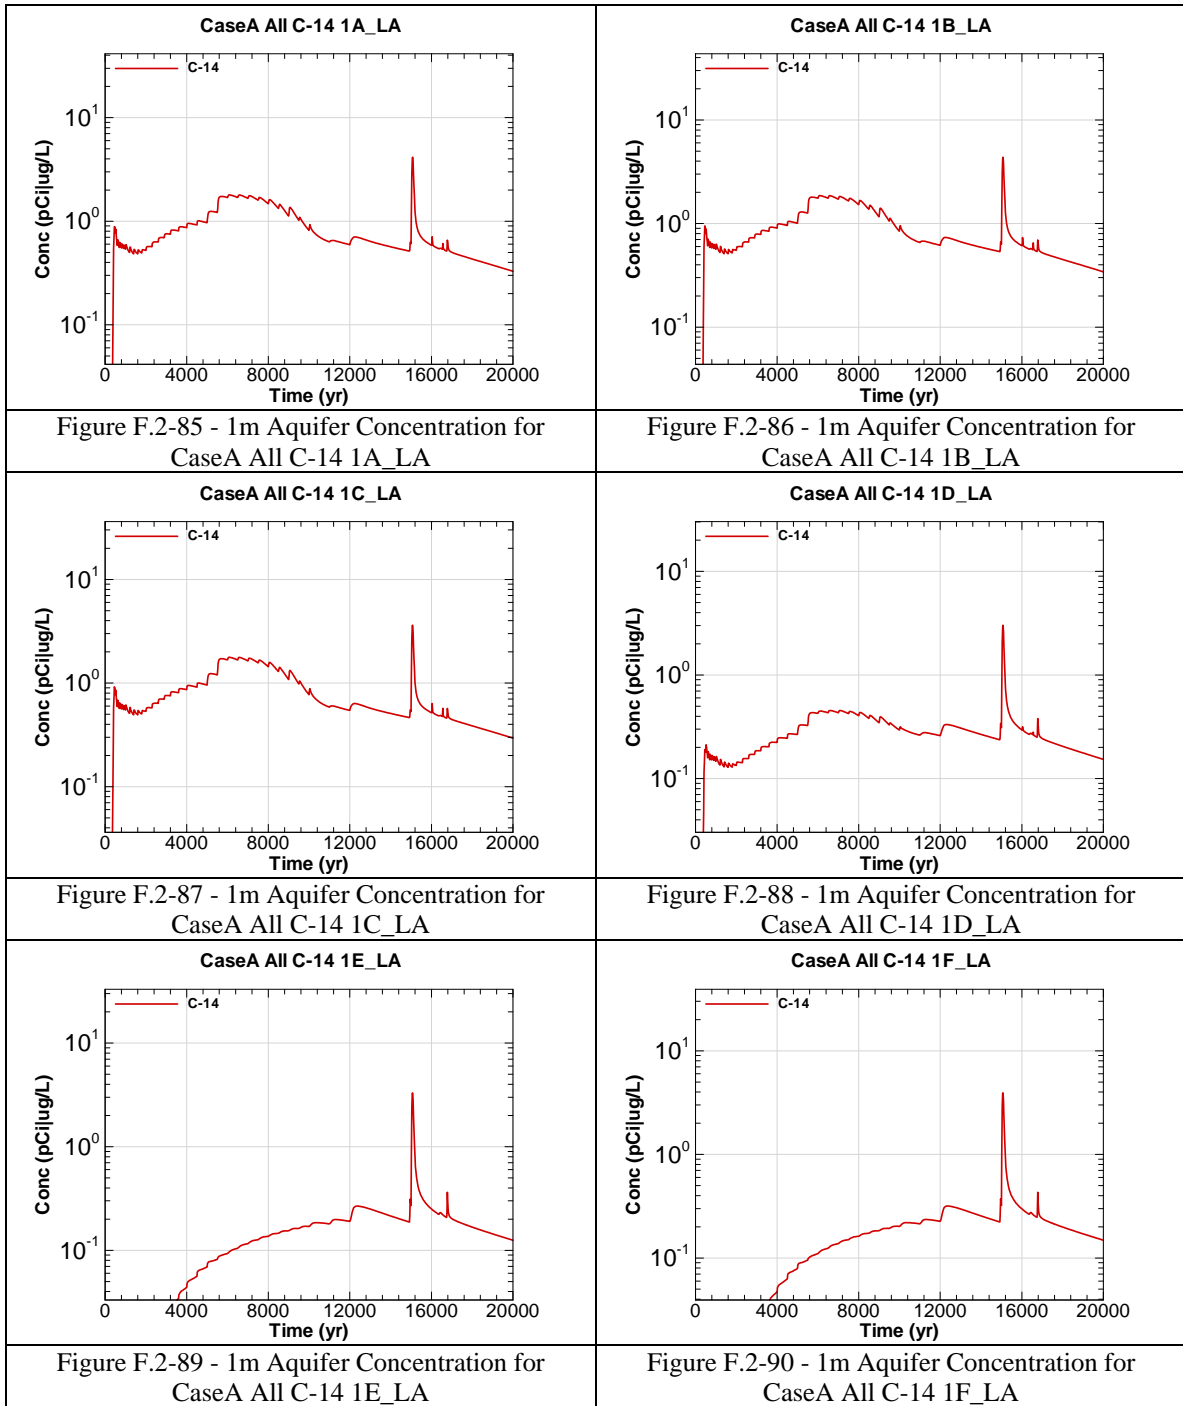 CaseA All C-14 1A_LA
C-14
10^1
10^0
10^-1
Conc (pCi|ug/L)
0 4000 8000 12000 16000 20000
Time (yr)
Figure F.2-85 - 1m Aquifer Concentration for
CaseA All C-14 1A_LA
CaseA All C-14 1B_LA
C-14
10^1
10^0
10^-1
Conc (pCi|ug/L)
0 4000 8000 12000 16000 20000
Time (yr)
Figure F.2-86 - 1m Aquifer Concentration for
CaseA All C-14 1B_LA
CaseA All C-14 1C_LA
C-14
10^1
10^0
10^-1
Conc (pCi|ug/L)
0 4000 8000 12000 16000 20000
Time (yr)
Figure F.2-87 - 1m Aquifer Concentration for
CaseA All C-14 1C_LA
CaseA All C-14 1D_LA
C-14
10^1
10^0
10^-1
Conc (pCi|ug/L)
0 4000 8000 12000 16000 20000
Time (yr)
Figure F.2-88 - 1m Aquifer Concentration for
CaseA All C-14 1D_LA
CaseA All C-14 1E_LA
C-14
10^1
10^0
10^-1
Conc (pCi|ug/L)
0 4000 8000 12000 16000 20000
Time (yr)
Figure F.2-89 - 1m Aquifer Concentration for
CaseA All C-14 1E_LA
CaseA All C-14 1F_LA
C-14
10^1
10^0
10^-1
Conc (pCi|ug/L)
0 4000 8000 12000 16000 20000
Time (yr)
Figure F.2-90 - 1m Aquifer Concentration for
CaseA All C-14 1F_LA